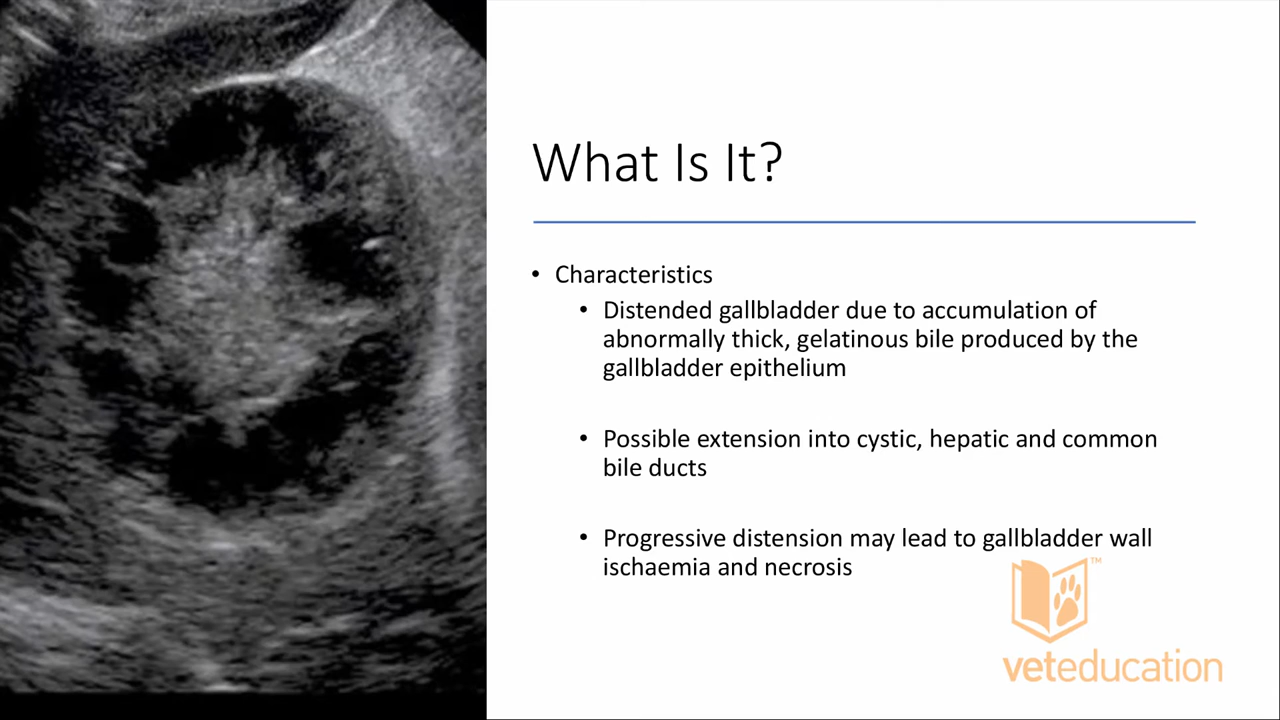 What Is It?
• Characteristics
• Distended gallbladder due to accumulation of
abnormally thick, gelatinous bile produced by the
gallbladder epithelium
• Possible extension into cystic, hepatic and common
bile ducts
• Progressive distension may lead to gallbladder wall
ischaemia and necrosis
™
veteducation